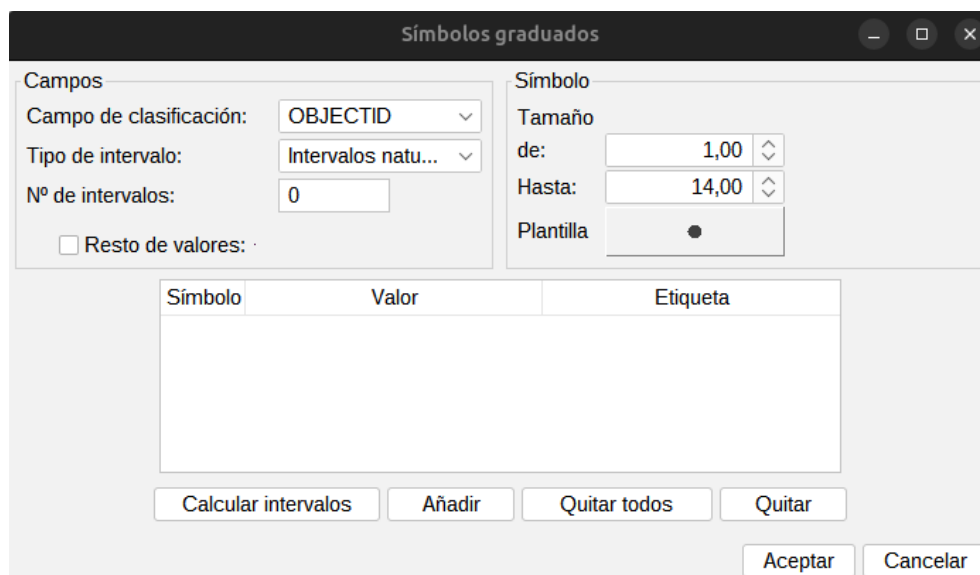 Símbolos graduados
Campos
Campo de clasificación: OBJECTID
Tipo de intervalo: Intervalos natu...
Nº de intervalos: 0
Resto de valores:
Símbolo
Tamaño
de: 1,00
Hasta: 14,00
Plantilla
Símbolo Valor Etiqueta
Calcular intervalos Añadir Quitar todos Quitar
Aceptar Cancelar